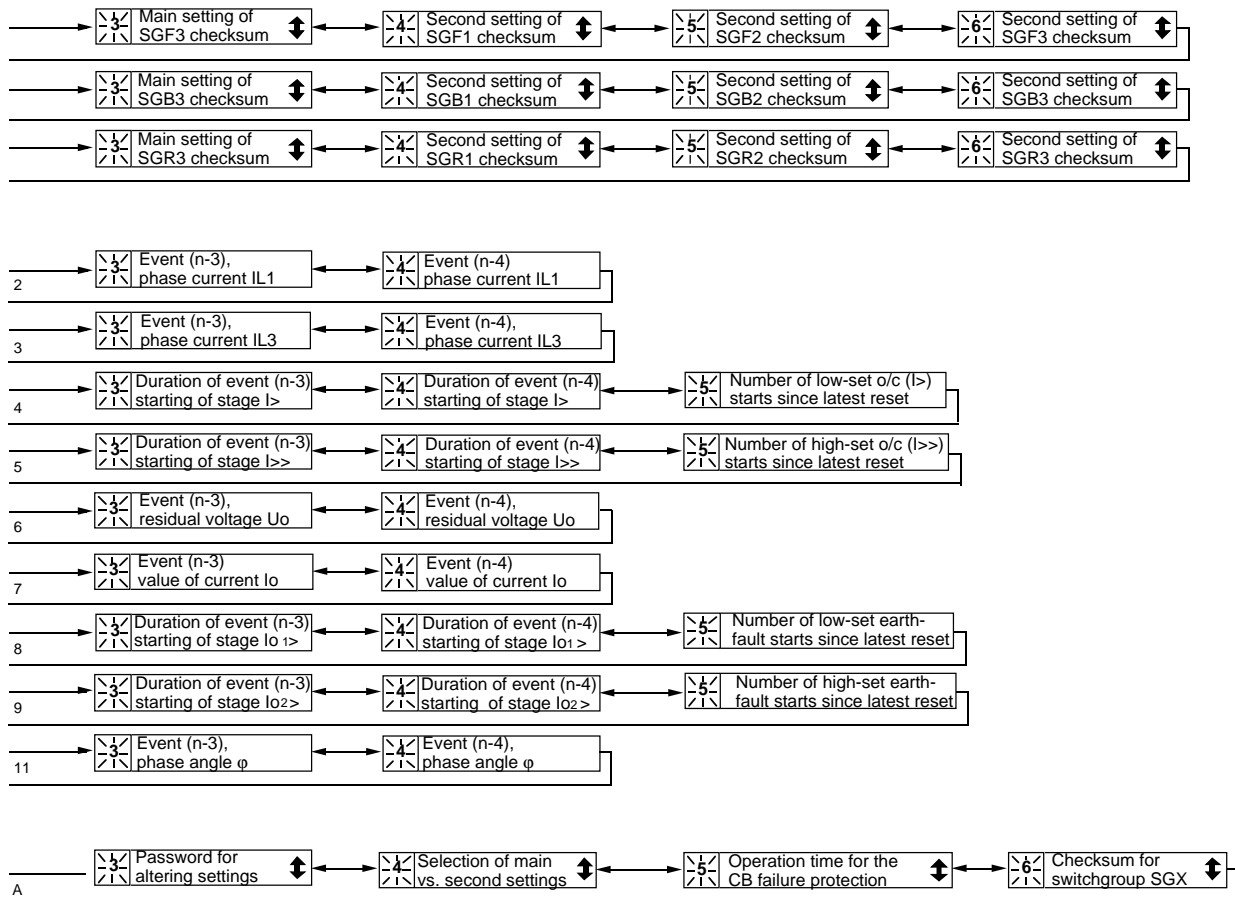 3 Main setting of
SGF3 checksum
4 Second setting of
SGF1 checksum
5 Second setting of
SGF2 checksum
6 Second setting of
SGF3 checksum
3 Main setting of
SGB3 checksum
4 Second setting of
SGB1 checksum
5 Second setting of
SGB2 checksum
6 Second setting of
SGB3 checksum
3 Main setting of
SGR3 checksum
4 Second setting of
SGR1 checksum
5 Second setting of
SGR2 checksum
6 Second setting of
SGR3 checksum
2
3 Event (n-3),
phase current IL1
4 Event (n-4)
phase current IL1
3
3 Event (n-3),
phase current IL3
4 Event (n-4),
phase current IL3
4
3 Duration of event (n-3)
starting of stage I>
4 Duration of event (n-4)
starting of stage I>
5 Number of low-set o/c (I>)
starts since latest reset
5
3 Duration of event (n-3)
starting of stage I>>
4 Duration of event (n-4)
starting of stage I>>
5 Number of high-set o/c (I>>)
starts since latest reset
6
3 Event (n-3),
residual voltage Uo
4 Event (n-4),
residual voltage Uo
7
3 Event (n-3)
value of current Io
4 Event (n-4)
value of current Io
8
3 Duration of event (n-3)
starting of stage Io1>
4 Duration of event (n-4)
starting of stage Io1>
5 Number of low-set earth-
fault starts since latest reset
9
3 Duration of event (n-3)
starting of stage Io2>
4 Duration of event (n-4)
starting of stage Io2>
5 Number of high-set earth-
fault starts since latest reset
11
3 Event (n-3),
phase angle φ
4 Event (n-4),
phase angle φ
A
3 Password for
altering settings
4 Selection of main
vs. second settings
5 Operation time for the
CB failure protection
6 Checksum for
switchgroup SGX